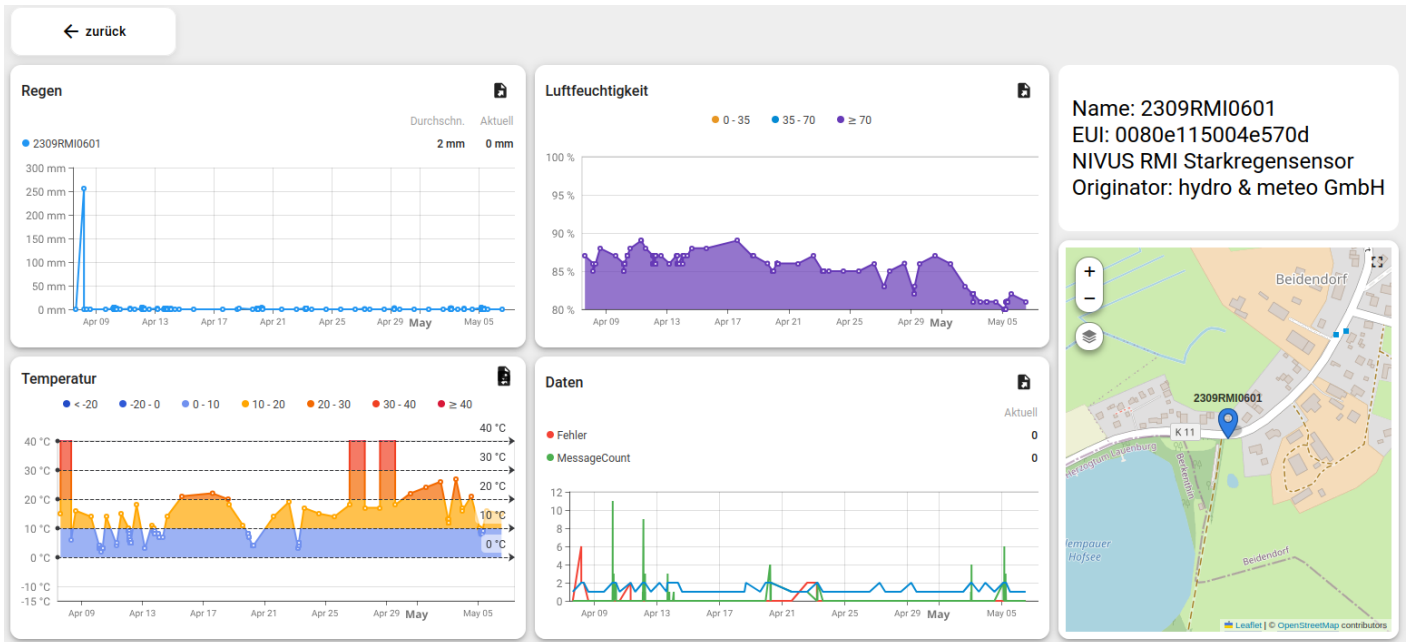 zurück
Regen
Durchschn. Aktuell
2309RMI0601 2 mm 0 mm
300 mm
250 mm
200 mm
150 mm
100 mm
50 mm
0 mm
Apr 09 Apr 13 Apr 17 Apr 21 Apr 25 Apr 29 May May 05
Luftfeuchtigkeit
0 - 35 35 - 70 ≥ 70
100 %
95 %
90 %
85 %
80 %
Apr 09 Apr 13 Apr 17 Apr 21 Apr 25 Apr 29 May May 05
Name: 2309RMI0601
EUI: 0080e115004e570d
NIVUS RMI Starkregensensor
Originator: hydro & meteo GmbH
Temperatur
< -20 -20 - 0 0 - 10 10 - 20 20 - 30 30 - 40 ≥ 40
40 °C
40 °C
30 °C
30 °C
20 °C
20 °C
10 °C
10 °C
0 °C
0 °C
-10 °C
-15 °C
Apr 09 Apr 13 Apr 17 Apr 21 Apr 25 Apr 29 May May 05
Daten
Aktuell
Fehler 0
MessageCount 0
12
10
8
6
4
2
0
Apr 09 Apr 13 Apr 17 Apr 21 Apr 25 Apr 29 May May 05
+
−
Beidendorf
2309RMI0601
K 11
Herzogtum Lauenburg
Berkenthin
Hofsee
Beidendorf
Leaflet | © OpenStreetMap contributors